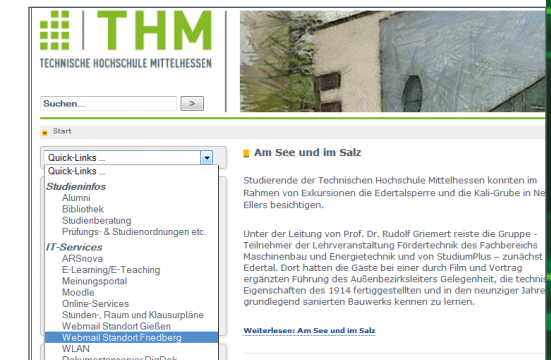 THM
TECHNISCHE HOCHSCHULE MITTELHESSEN
Suchen...
>
Start
Quick-Links ...
Quick-Links ...
Studieninfos
Alumni
Bibliothek
Studienberatung
Prüfungs- & Studienordnungen etc.
IT-Services
ARSnova
E-Learning/E-Teaching
Meinungsportal
Moodle
Online-Services
Stunden-, Raum und Klausurpläne
Webmail Standort Gießen
Webmail Standort Friedberg
WLAN
Dokumentenserver DigDok
Am See und im Salz
Studierende der Technischen Hochschule Mittelhessen konnten im
Rahmen von Exkursionen die Edertalsperre und die Kali-Grube in Ne
Ellers besichtigen.
Unter der Leitung von Prof. Dr. Rudolf Griemert reiste die Gruppe -
Teilnehmer der Lehrveranstaltung Fördertechnik des Fachbereichs
Maschinenbau und Energietechnik und von StudiumPlus – zunächst
Edertal. Dort hatten die Gäste bei einer durch Film und Vortrag
ergänzten Führung des Außenbezirksleiters Gelegenheit, die technis
Eigenschaften des 1914 fertiggestellten und in den neunziger Jahre
grundlegend sanierten Bauwerks kennen zu lernen.
Weiterlesen: Am See und im Salz